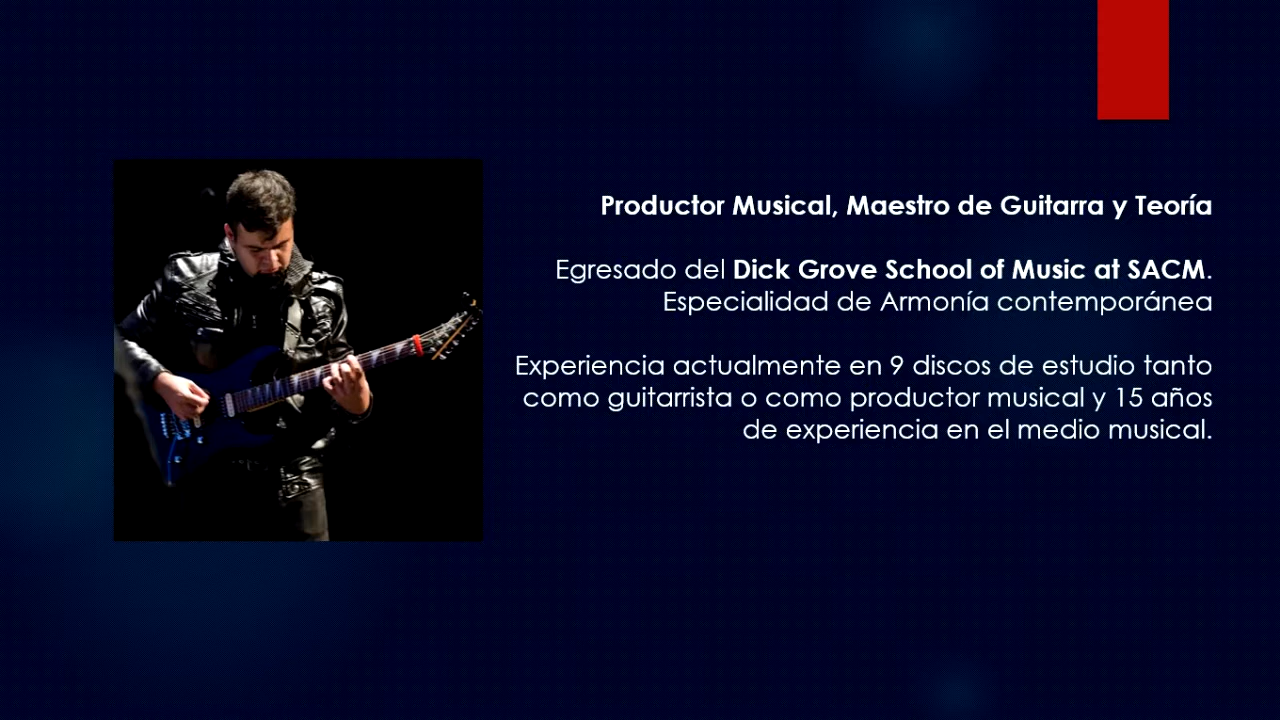 Productor Musical, Maestro de Guitarra y Teoría
Egresado del Dick Grove School of Music at SACM.
Especialidad de Armonía contemporánea
Experiencia actualmente en 9 discos de estudio tanto
como guitarrista o como productor musical y 15 años
de experiencia en el medio musical.